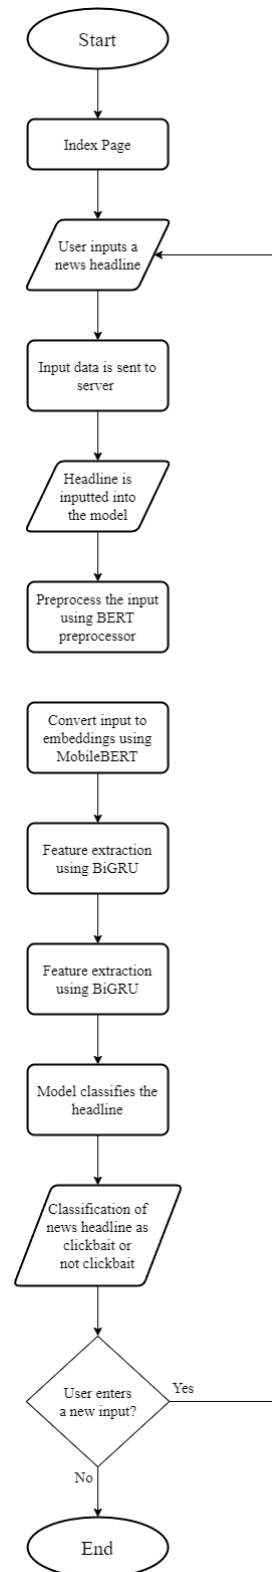 Start
Index Page
User inputs a
news headline
Input data is sent to
server
Headline is
inputted into
the model
Preprocess the input
using BERT
preprocessor
Convert input to
embeddings using
MobileBERT
Feature extraction
using BiGRU
Feature extraction
using BiGRU
Model classifies the
headline
Classification of
news headline as
clickbait or
not clickbait
User enters
a new input?
Yes
No
End